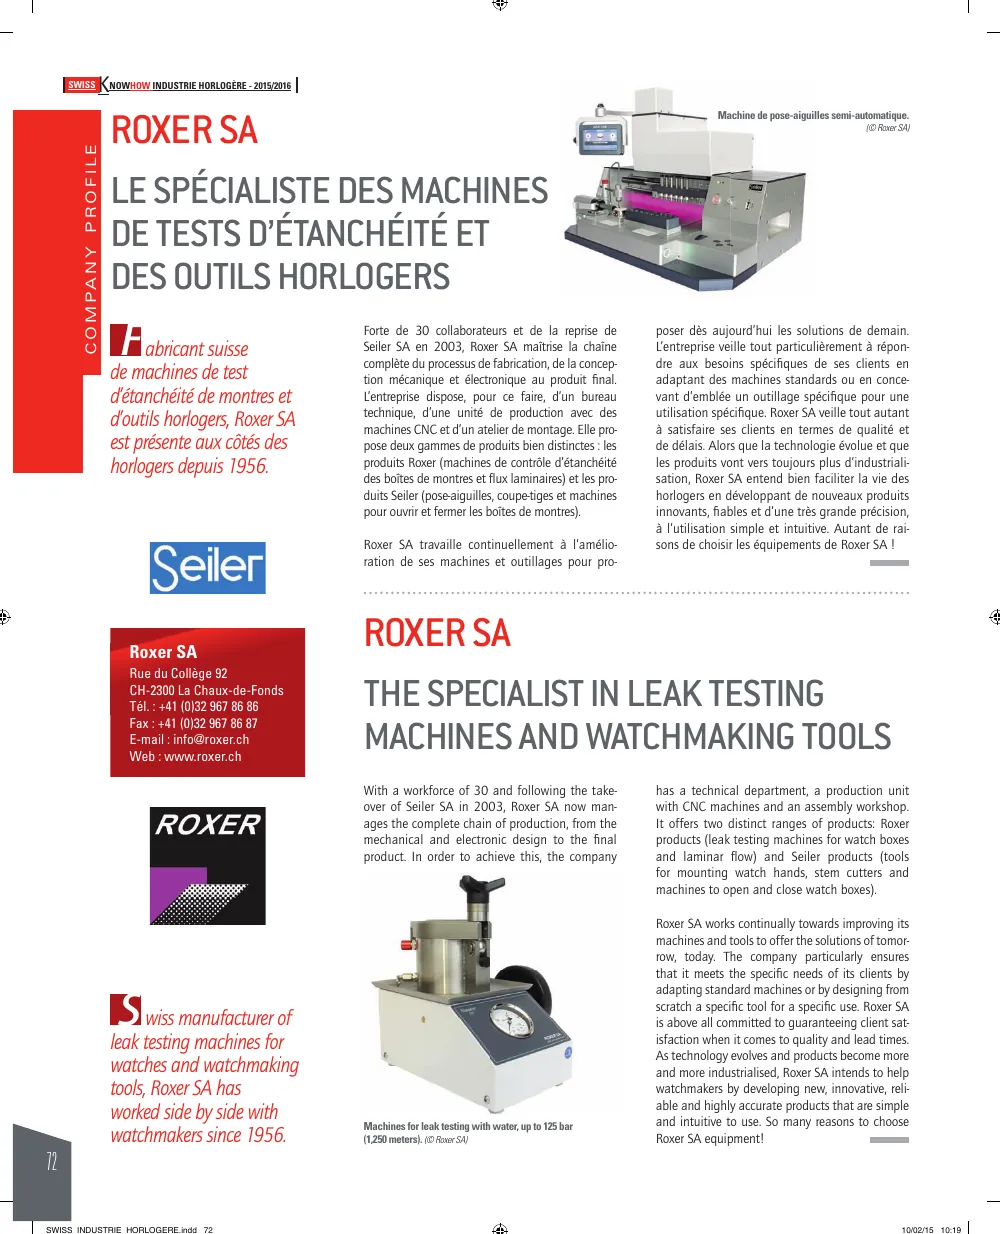 SWISS KNOWHOW INDUSTRIE HORLOGÈRE - 2015/2016
COMPANY PROFILE
ROXER SA
LE SPÉCIALISTE DES MACHINES
DE TESTS D’ÉTANCHÉITÉ ET
DES OUTILS HORLOGERS
Machine de pose-aiguilles semi-automatique.
(© Roxer SA)
Fabricant suisse
de machines de test
d’étanchéité de montres et
d’outils horlogers, Roxer SA
est présente aux côtés des
horlogers depuis 1956.
Forte de 30 collaborateurs et de la reprise de
Seiler SA en 2003, Roxer SA maîtrise la chaîne
complète du processus de fabrication, de la concep-
tion mécanique et électronique au produit final.
L’entreprise dispose, pour ce faire, d’un bureau
technique, d’une unité de production avec des
machines CNC et d’un atelier de montage. Elle pro-
pose deux gammes de produits bien distinctes : les
produits Roxer (machines de contrôle d’étanchéité
des boîtes de montres et flux laminaires) et les pro-
duits Seiler (pose-aiguilles, coupe-tiges et machines
pour ouvrir et fermer les boîtes de montres).
Roxer SA travaille continuellement à l’amélio-
ration de ses machines et outillages pour pro-
poser dès aujourd’hui les solutions de demain.
L’entreprise veille tout particulièrement à répon-
dre aux besoins spécifiques de ses clients en
adaptant des machines standards ou en conce-
vant d’emblée un outillage spécifique pour une
utilisation spécifique. Roxer SA veille tout autant
à satisfaire ses clients en termes de qualité et
de délais. Alors que la technologie évolue et que
les produits vont vers toujours plus d’industriali-
sation, Roxer SA entend bien faciliter la vie des
horlogers en développant de nouveaux produits
innovants, fiables et d’une très grande précision,
à l’utilisation simple et intuitive. Autant de rai-
sons de choisir les équipements de Roxer SA !
Seiler
Roxer SA
Rue du Collège 92
CH-2300 La Chaux-de-Fonds
Tél. : +41 (0)32 967 86 86
Fax : +41 (0)32 967 86 87
E-mail : info@roxer.ch
Web : www.roxer.ch
ROXER
ROXER SA
THE SPECIALIST IN LEAK TESTING
MACHINES AND WATCHMAKING TOOLS
Swiss manufacturer of
leak testing machines for
watches and watchmaking
tools, Roxer SA has
worked side by side with
watchmakers since 1956.
With a workforce of 30 and following the take-
over of Seiler SA in 2003, Roxer SA now man-
ages the complete chain of production, from the
mechanical and electronic design to the final
product. In order to achieve this, the company
ROXER SA
Machines for leak testing with water, up to 125 bar
(1,250 meters). (© Roxer SA)
has a technical department, a production unit
with CNC machines and an assembly workshop.
It offers two distinct ranges of products: Roxer
products (leak testing machines for watch boxes
and laminar flow) and Seiler products (tools
for mounting watch hands, stem cutters and
machines to open and close watch boxes).
Roxer SA works continually towards improving its
machines and tools to offer the solutions of tomor-
row, today. The company particularly ensures
that it meets the specific needs of its clients by
adapting standard machines or by designing from
scratch a specific tool for a specific use. Roxer SA
is above all committed to guaranteeing client sat-
isfaction when it comes to quality and lead times.
As technology evolves and products become more
and more industrialised, Roxer SA intends to help
watchmakers by developing new, innovative, reli-
able and highly accurate products that are simple
and intuitive to use. So many reasons to choose
Roxer SA equipment!
72
SWISS_INDUSTRIE_HORLOGERE.indd 72
10/02/15 10:19